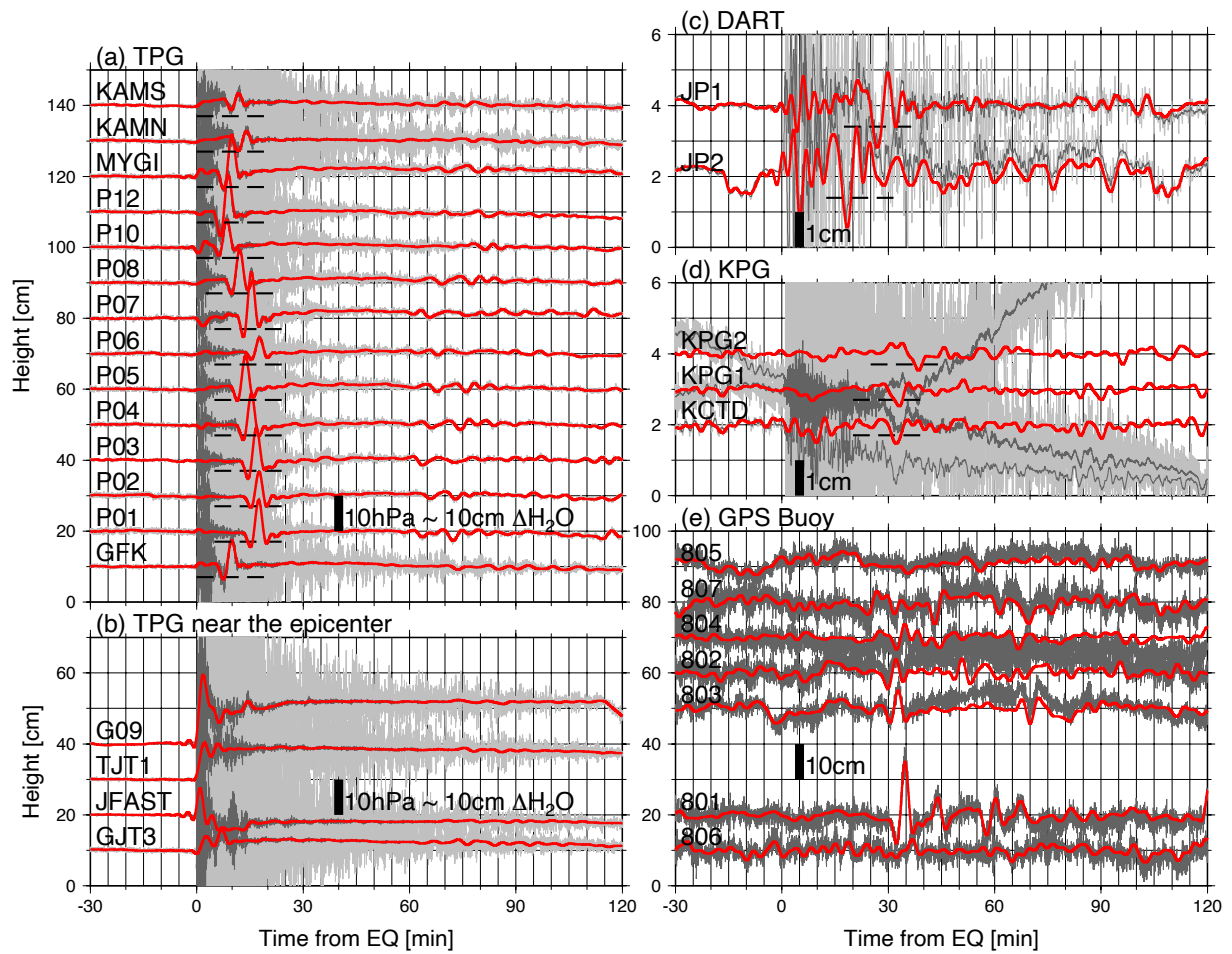 (a) TPG
KAMS
KAMN
MYGI
P12
P10
P08
P07
P06
P05
P04
P03
P02
P01
GFK
10hPa ~ 10cm ΔH₂O
Height [cm]
140
120
100
80
60
40
20
0
(b) TPG near the epicenter
G09
TJT1
JFAST
GJT3
10hPa ~ 10cm ΔH₂O
Height [cm]
60
40
20
0
-30 0 30 60 90 120
Time from EQ [min]
(c) DART
JP1
JP2
1cm
6
4
2
0
(d) KPG
KPG2
KPG1
KCTD
1cm
6
4
2
0
(e) GPS Buoy
805
807
804
802
803
10cm
801
806
100
80
60
40
20
0
-30 0 30 60 90 120
Time from EQ [min]